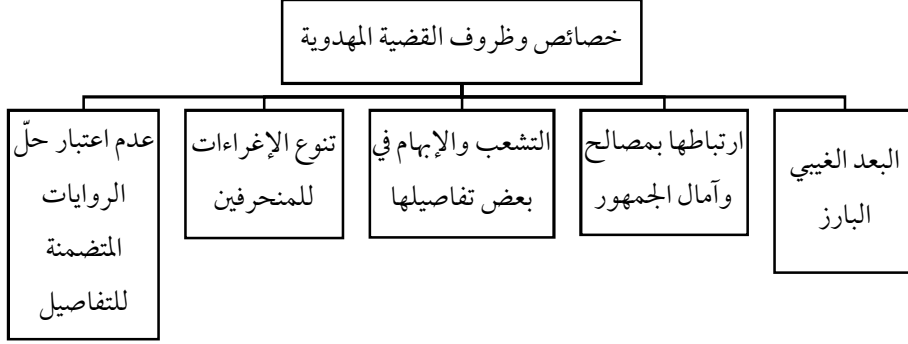 خصائص وظروف القضية المهدوية
البعد الغيبي
البارز
ارتباطها بمصالح
وآمال الجمهور
التشعب والإبهام في
بعض تفاصيلها
تنوع الإغراءات
للمنحرفين
عدم اعتبار حلّ
الروايات
المتضمنة
للتفاصيل